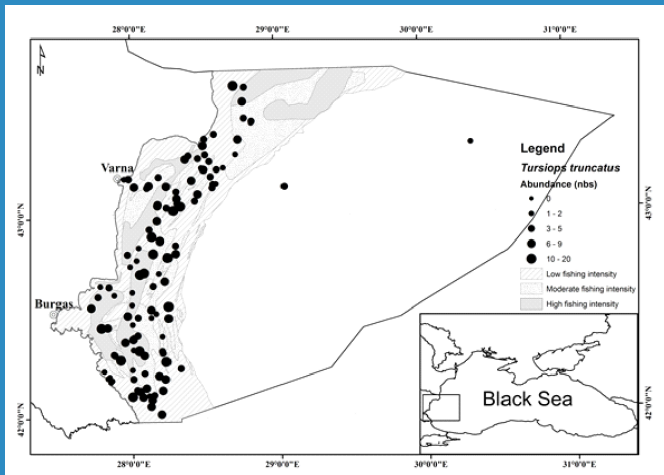 28°0'0"E 29°0'0"E 30°0'0"E 31°0'0"E
N
Varna
43°0'0"N 43°0'0"N
Burgas
42°0'0"N 42°0'0"N
Legend
Tursiops truncatus
Abundance (nbs)
0
1 - 2
3 - 5
6 - 9
10 - 20
Low fishing intensity
Moderate fishing intensity
High fishing intensity
Black Sea
28°0'0"E 29°0'0"E 30°0'0"E 31°0'0"E